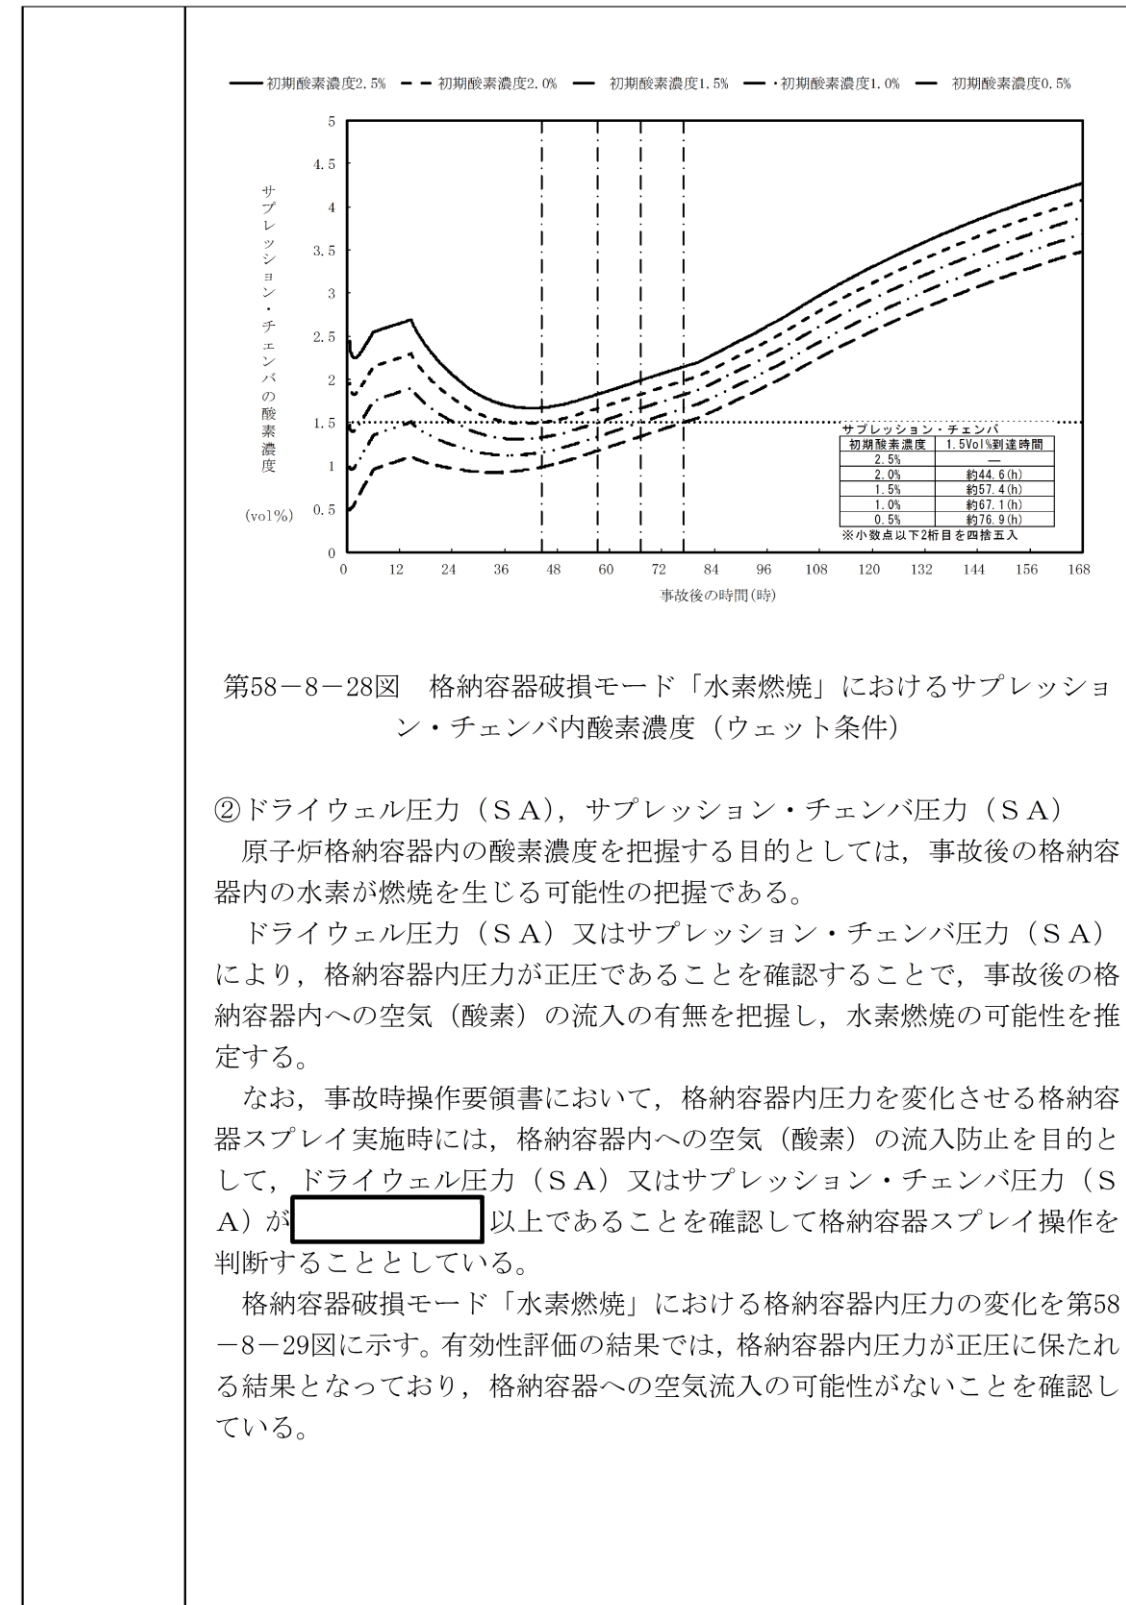 初期酸素濃度2.5% 初期酸素濃度2.0% 初期酸素濃度1.5% 初期酸素濃度1.0% 初期酸素濃度0.5%
サプレッション・チェンバの酸素濃度
(vol%)
5
4.5
4
3.5
3
2.5
2
1.5
1
0.5
0
サプレッション・チェンバ
初期酸素濃度 1.5Vol%到達時間
2.5% ―
2.0% 約44.6(h)
1.5% 約57.4(h)
1.0% 約67.1(h)
0.5% 約76.9(h)
※小数点以下2桁目を四捨五入
0 12 24 36 48 60 72 84 96 108 120 132 144 156 168
事故後の時間(時)
第58－8－28図 格納容器破損モード「水素燃焼」におけるサプレッショ
ン・チェンバ内酸素濃度（ウェット条件）
②ドライウェル圧力（ＳＡ），サプレッション・チェンバ圧力（ＳＡ）
原子炉格納容器内の酸素濃度を把握する目的としては，事故後の格納容
器内の水素が燃焼を生じる可能性の把握である。
ドライウェル圧力（ＳＡ）又はサプレッション・チェンバ圧力（ＳＡ）
により，格納容器内圧力が正圧であることを確認することで，事故後の格
納容器内への空気（酸素）の流入の有無を把握し，水素燃焼の可能性を推
定する。
なお，事故時操作要領書において，格納容器内圧力を変化させる格納容
器スプレイ実施時には，格納容器内への空気（酸素）の流入防止を目的と
して，ドライウェル圧力（ＳＡ）又はサプレッション・チェンバ圧力（Ｓ
Ａ）が 以上であることを確認して格納容器スプレイ操作を
判断することとしている。
格納容器破損モード「水素燃焼」における格納容器内圧力の変化を第58
－8－29図に示す。有効性評価の結果では，格納容器内圧力が正圧に保たれ
る結果となっており，格納容器への空気流入の可能性がないことを確認し
ている。